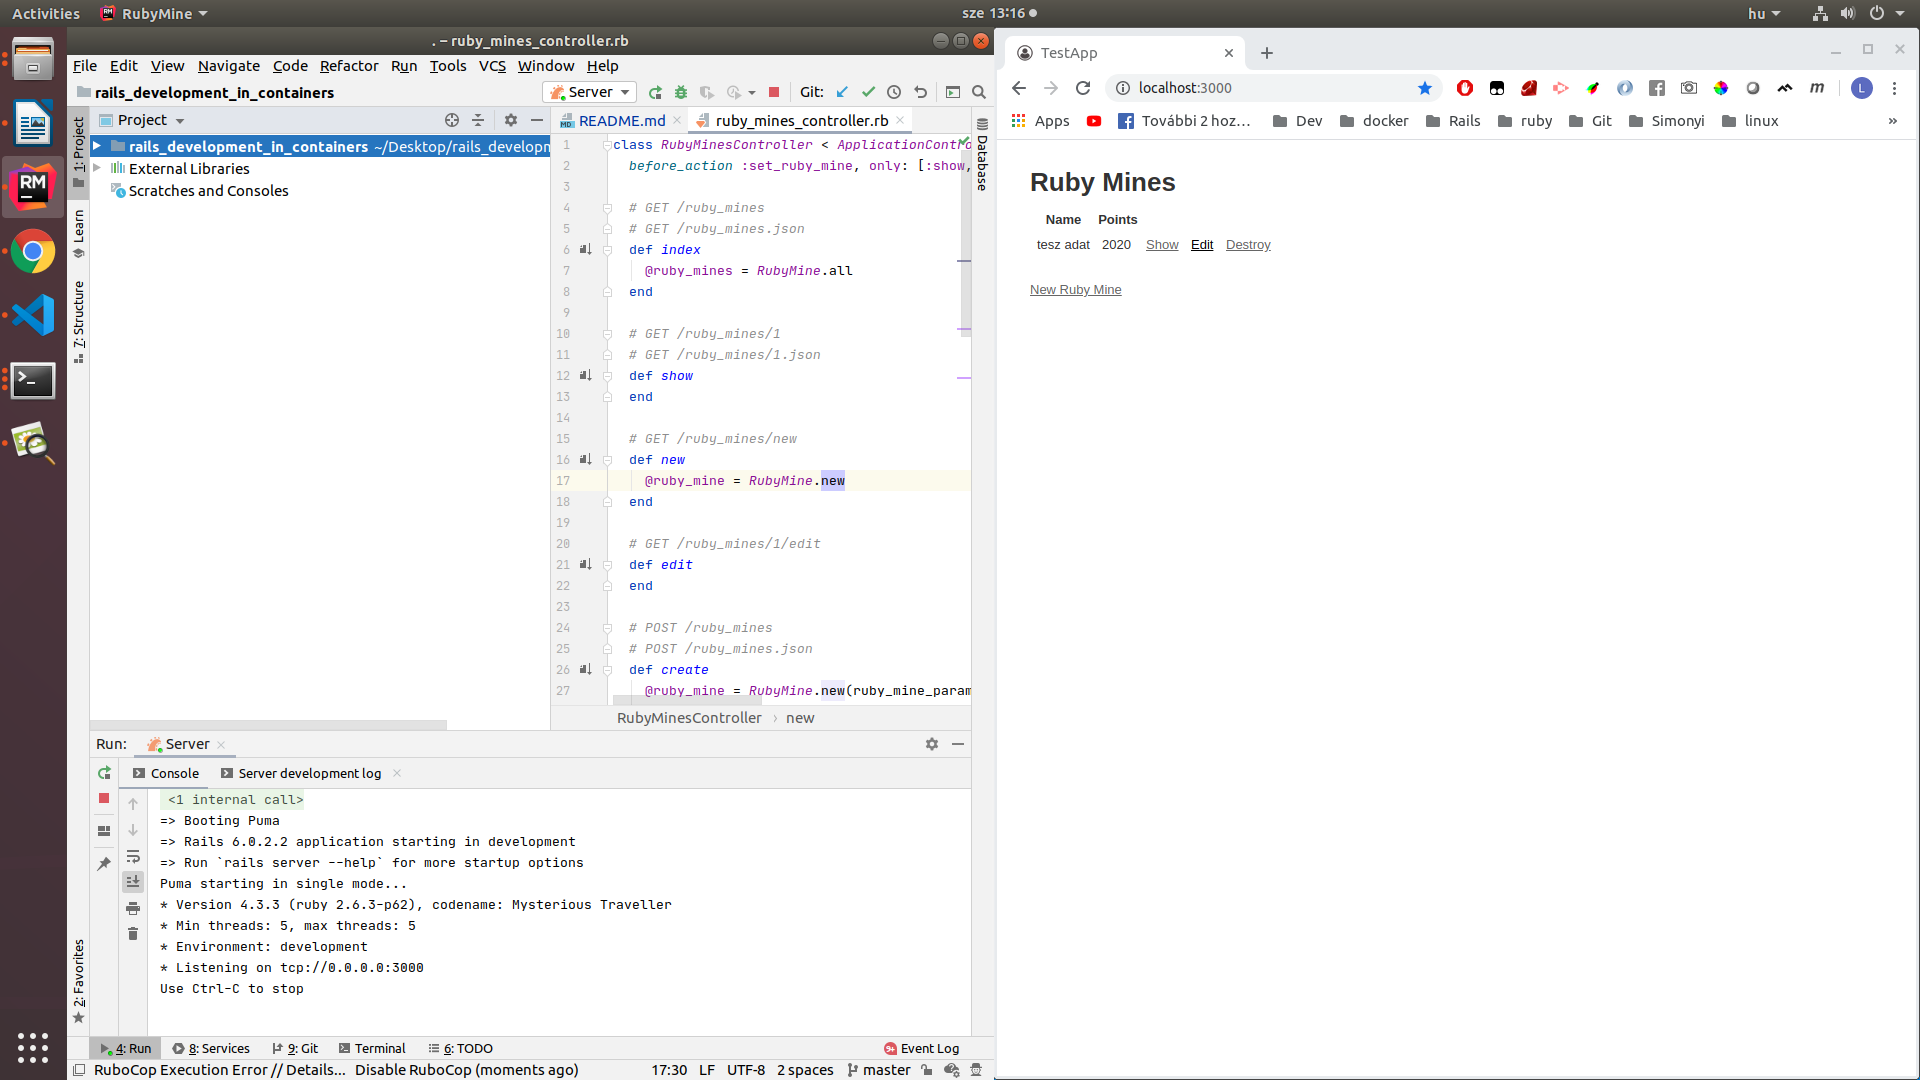 Activities RubyMine sze 13:16 hu
. – ruby_mines_controller.rb
File Edit View Navigate Code Refactor Run Tools VCS Window Help
rails_development_in_containers Server Git:
1: Project
Learn
7: Structure
2: Favorites
Project
rails_development_in_containers ~/Desktop/rails_developm
External Libraries
Scratches and Consoles
README.md ruby_mines_controller.rb
Database
1 class RubyMinesController < ApplicationContr
2 before_action :set_ruby_mine, only: [:show,
3
4 # GET /ruby_mines
5 # GET /ruby_mines.json
6 def index
7 @ruby_mines = RubyMine.all
8 end
9
10 # GET /ruby_mines/1
11 # GET /ruby_mines/1.json
12 def show
13 end
14
15 # GET /ruby_mines/new
16 def new
17 @ruby_mine = RubyMine.new
18 end
19
20 # GET /ruby_mines/1/edit
21 def edit
22 end
23
24 # POST /ruby_mines
25 # POST /ruby_mines.json
26 def create
27 @ruby_mine = RubyMine.new(ruby_mine_param
RubyMinesController › new
Run: Server
Console Server development log
<1 internal call>
=> Booting Puma
=> Rails 6.0.2.2 application starting in development
=> Run `rails server --help` for more startup options
Puma starting in single mode...
* Version 4.3.3 (ruby 2.6.3-p62), codename: Mysterious Traveller
* Min threads: 5, max threads: 5
* Environment: development
* Listening on tcp://0.0.0.0:3000
Use Ctrl-C to stop
4: Run 8: Services 9: Git Terminal 6: TODO 9+ Event Log
RuboCop Execution Error // Details... Disable RuboCop (moments ago) 17:30 LF UTF-8 2 spaces master
TestApp
localhost:3000 m L
Apps További 2 hoz... Dev docker Rails ruby Git Simonyi linux »
Ruby Mines
Name Points
tesz adat 2020 Show Edit Destroy
New Ruby Mine